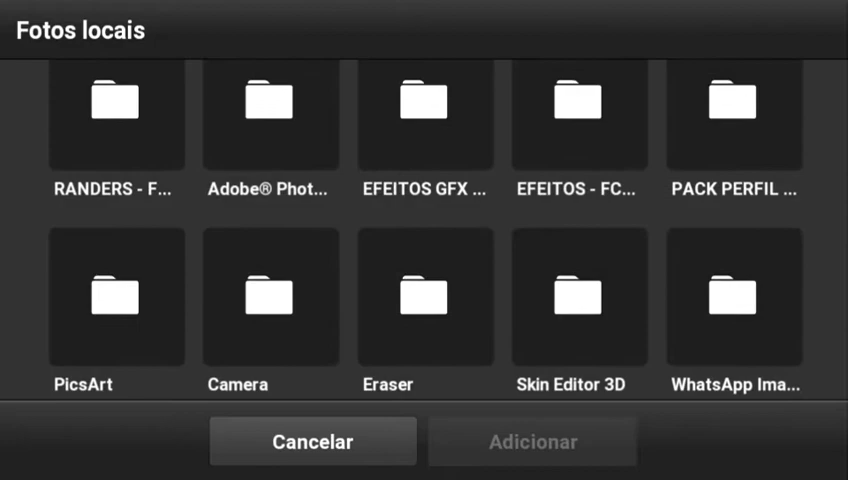 Fotos locais
RANDERS - F...
Adobe® Phot...
EFEITOS GFX ...
EFEITOS - FC...
PACK PERFIL ...
PicsArt
Camera
Eraser
Skin Editor 3D
WhatsApp Ima...
Cancelar
Adicionar